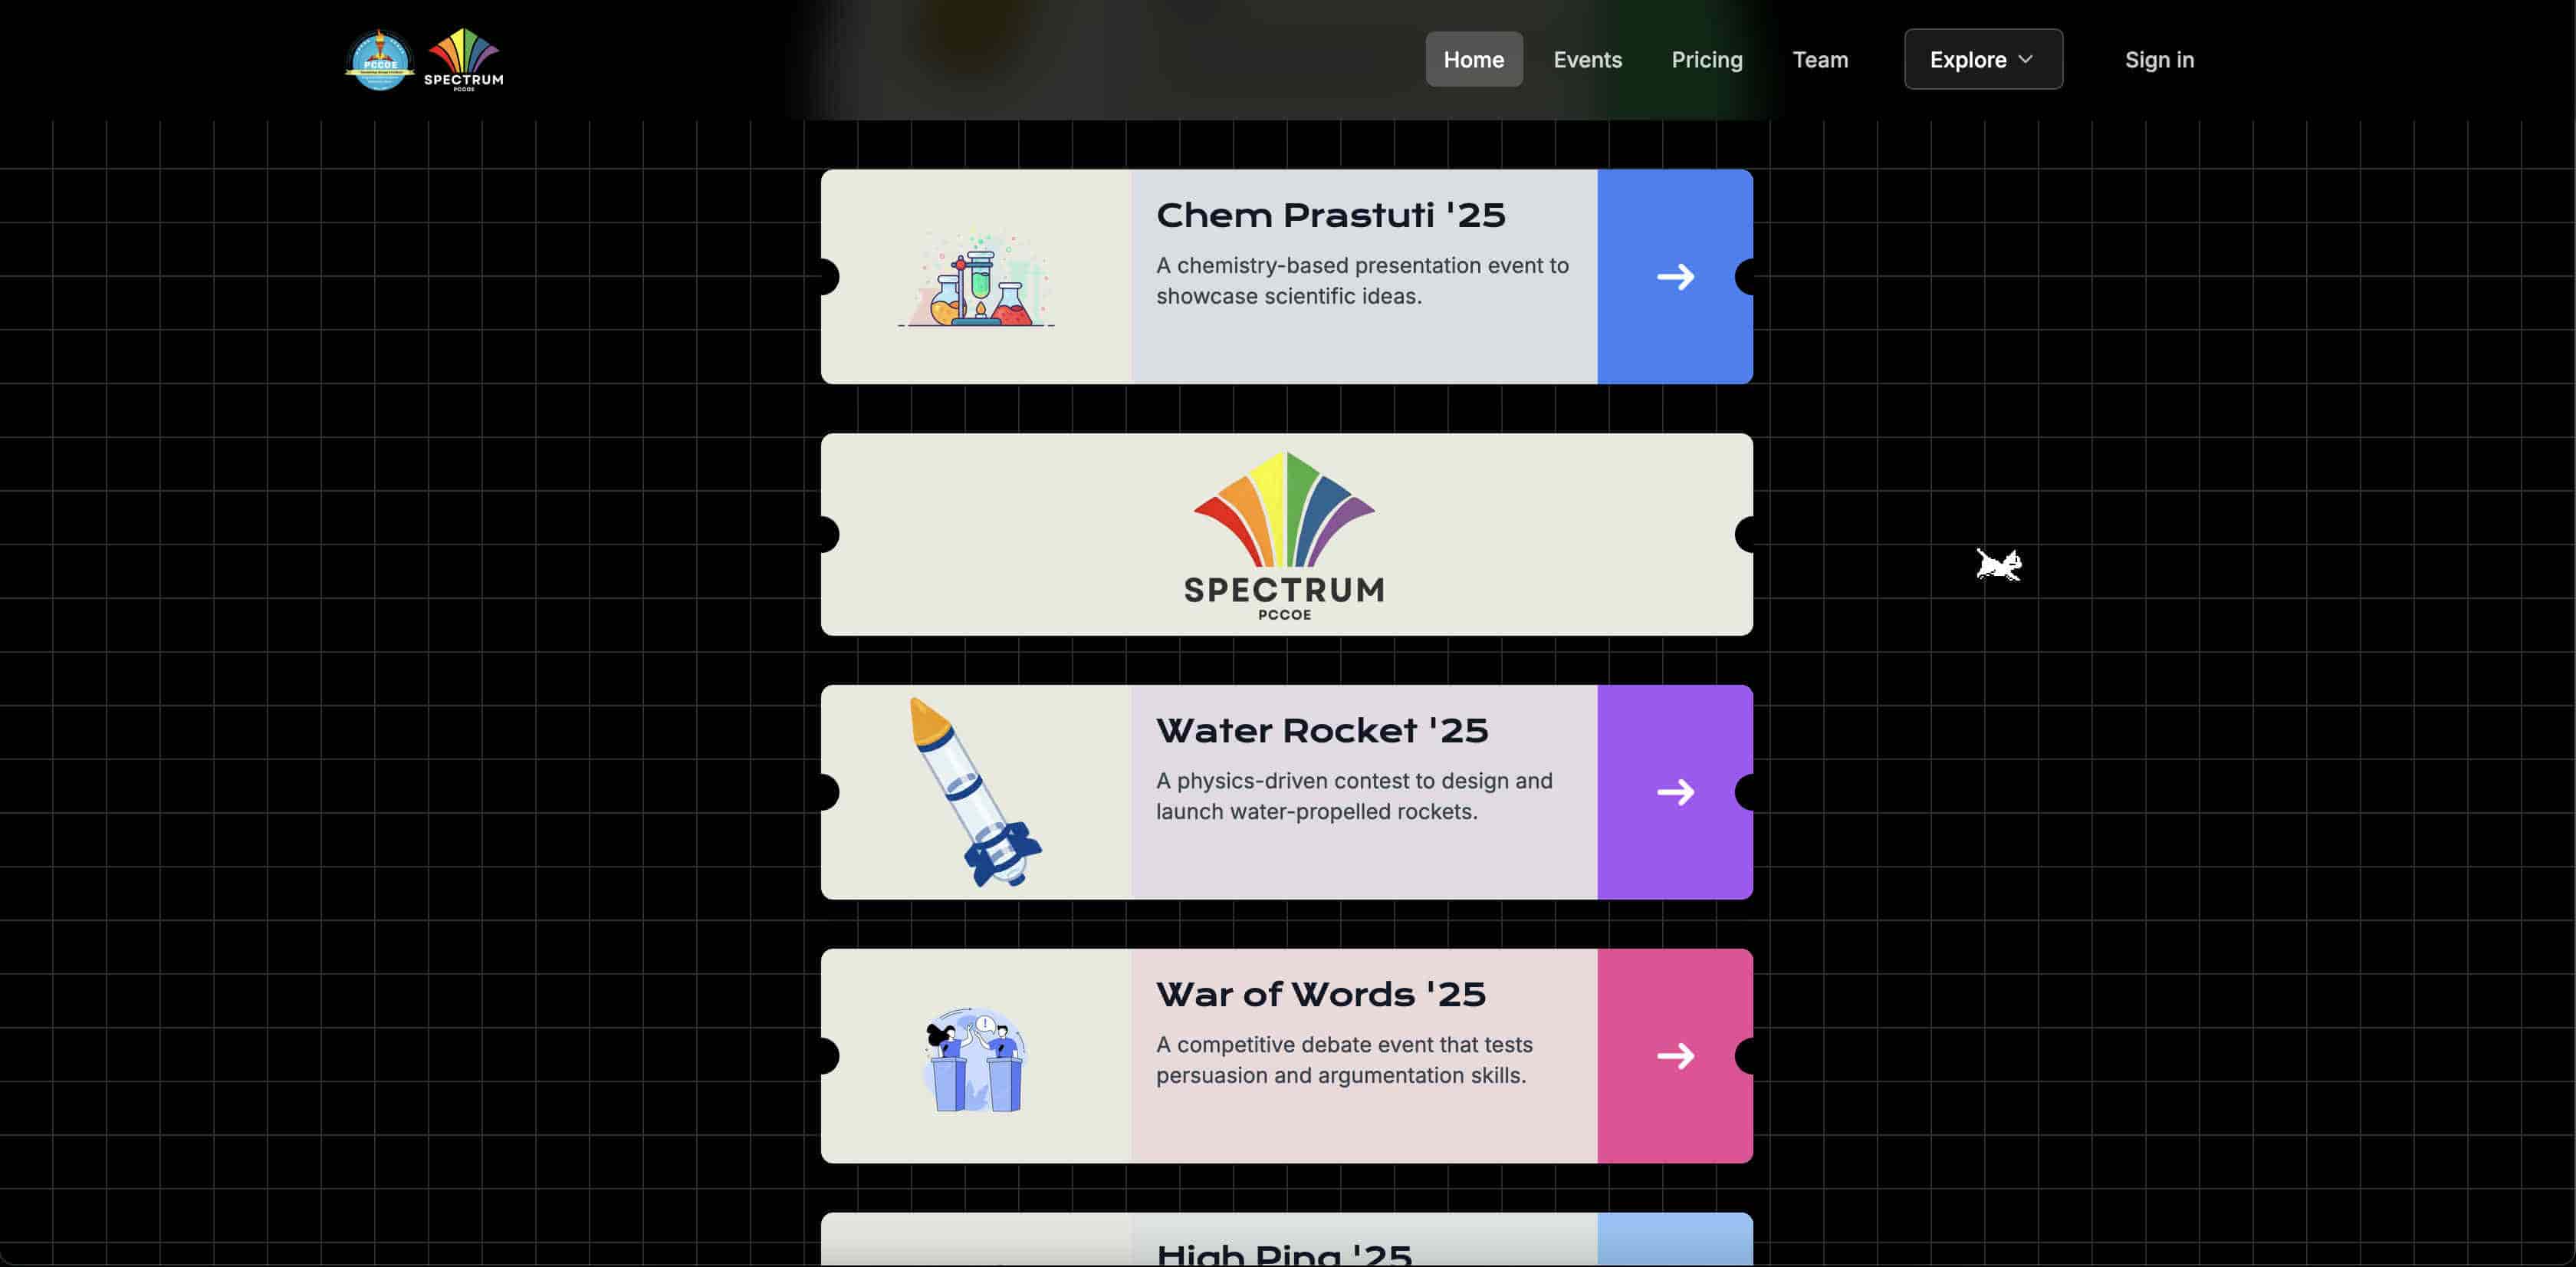 PCCOE
SPECTRUM
PCCOE
Home
Events
Pricing
Team
Explore
Sign in
Chem Prastuti '25
A chemistry-based presentation event to
showcase scientific ideas.
SPECTRUM
PCCOE
Water Rocket '25
A physics-driven contest to design and
launch water-propelled rockets.
War of Words '25
A competitive debate event that tests
persuasion and argumentation skills.
!
High Ping '25